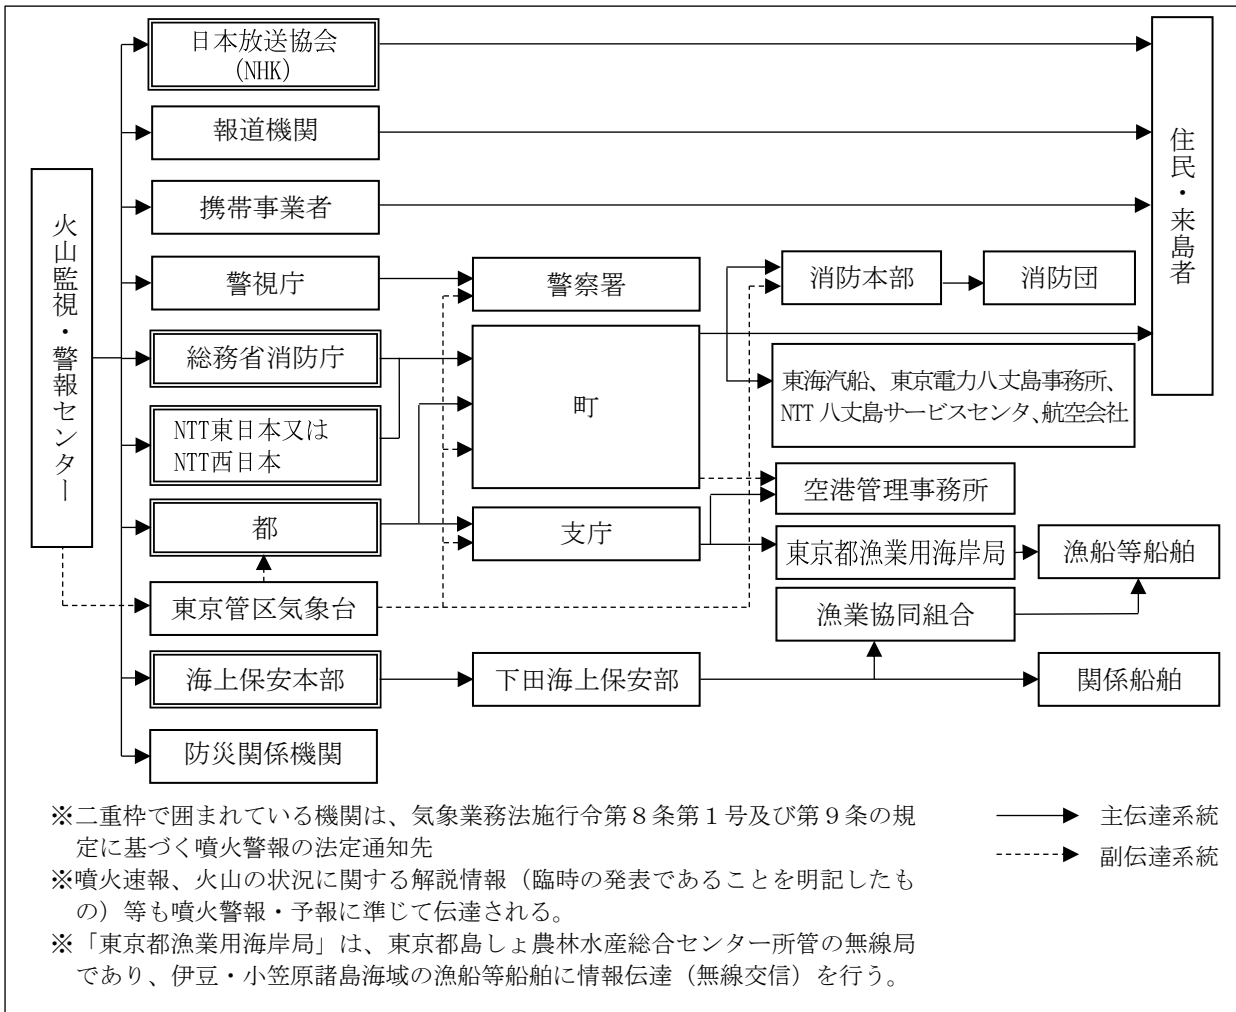 日本放送協会
(NHK)
報道機関
携帯事業者
警視庁
総務省消防庁
NTT東日本又は
NTT西日本
都
東京管区気象台
海上保安本部
防災関係機関
火山監視・警報センター
警察署
町
支庁
下田海上保安部
消防本部
消防団
東海汽船、東京電力八丈島事務所、
NTT 八丈島サービスセンタ、航空会社
空港管理事務所
東京都漁業用海岸局
漁業協同組合
漁船等船舶
関係船舶
住民・来島者
※二重枠で囲まれている機関は、気象業務法施行令第8条第1号及び第9条の規
定に基づく噴火警報の法定通知先
※噴火速報、火山の状況に関する解説情報（臨時の発表であることを明記したも
の）等も噴火警報・予報に準じて伝達される。
※「東京都漁業用海岸局」は、東京都島しょ農林水産総合センター所管の無線局
であり、伊豆・小笠原諸島海域の漁船等船舶に情報伝達（無線交信）を行う。
主伝達系統
副伝達系統